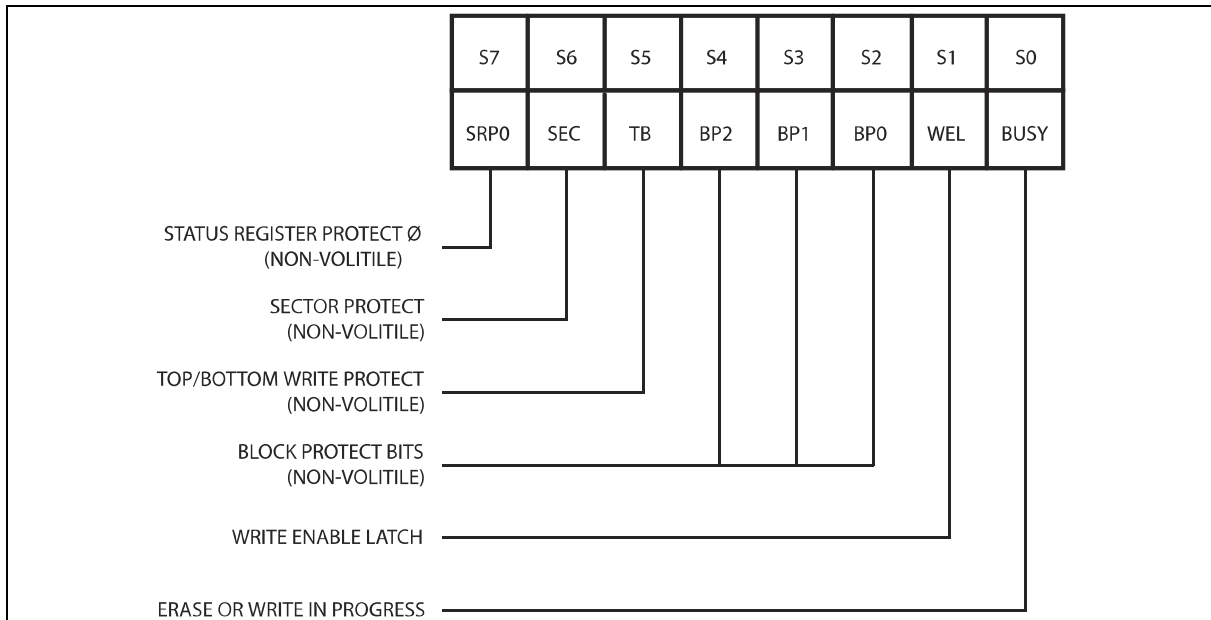 S7 S6 S5 S4 S3 S2 S1 S0
SRP0 SEC TB BP2 BP1 BP0 WEL BUSY
STATUS REGISTER PROTECT Ø
(NON-VOLITILE)
SECTOR PROTECT
(NON-VOLITILE)
TOP/BOTTOM WRITE PROTECT
(NON-VOLITILE)
BLOCK PROTECT BITS
(NON-VOLITILE)
WRITE ENABLE LATCH
ERASE OR WRITE IN PROGRESS